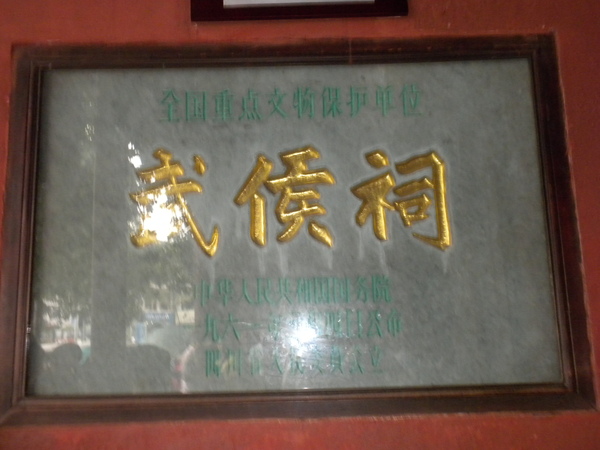 全国重点文物保护单位
武侯祠
中华人民共和国国务院
九六一年 公布